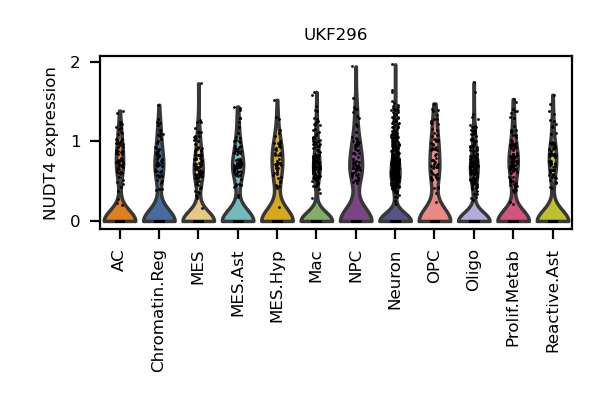 UKF296
NUDT4 expression
2
1
0
AC
Chromatin.Reg
MES
MES.Ast
MES.Hyp
Mac
NPC
Neuron
OPC
Oligo
Prolif.Metab
Reactive.Ast